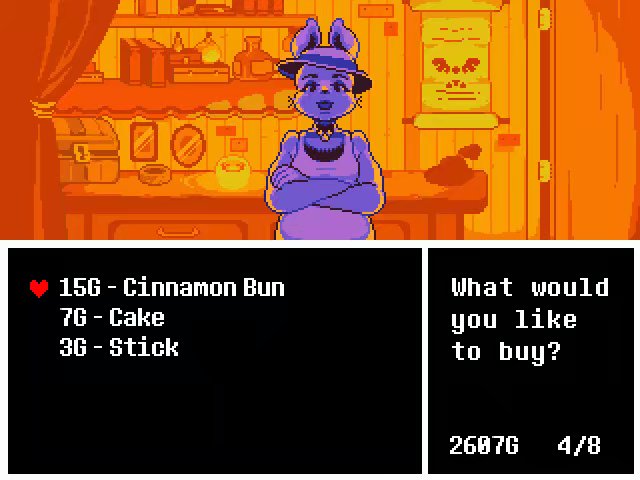 15G - Cinnamon Bun
7G - Cake
3G - Stick
What would
you like
to buy?
2607G 4/8